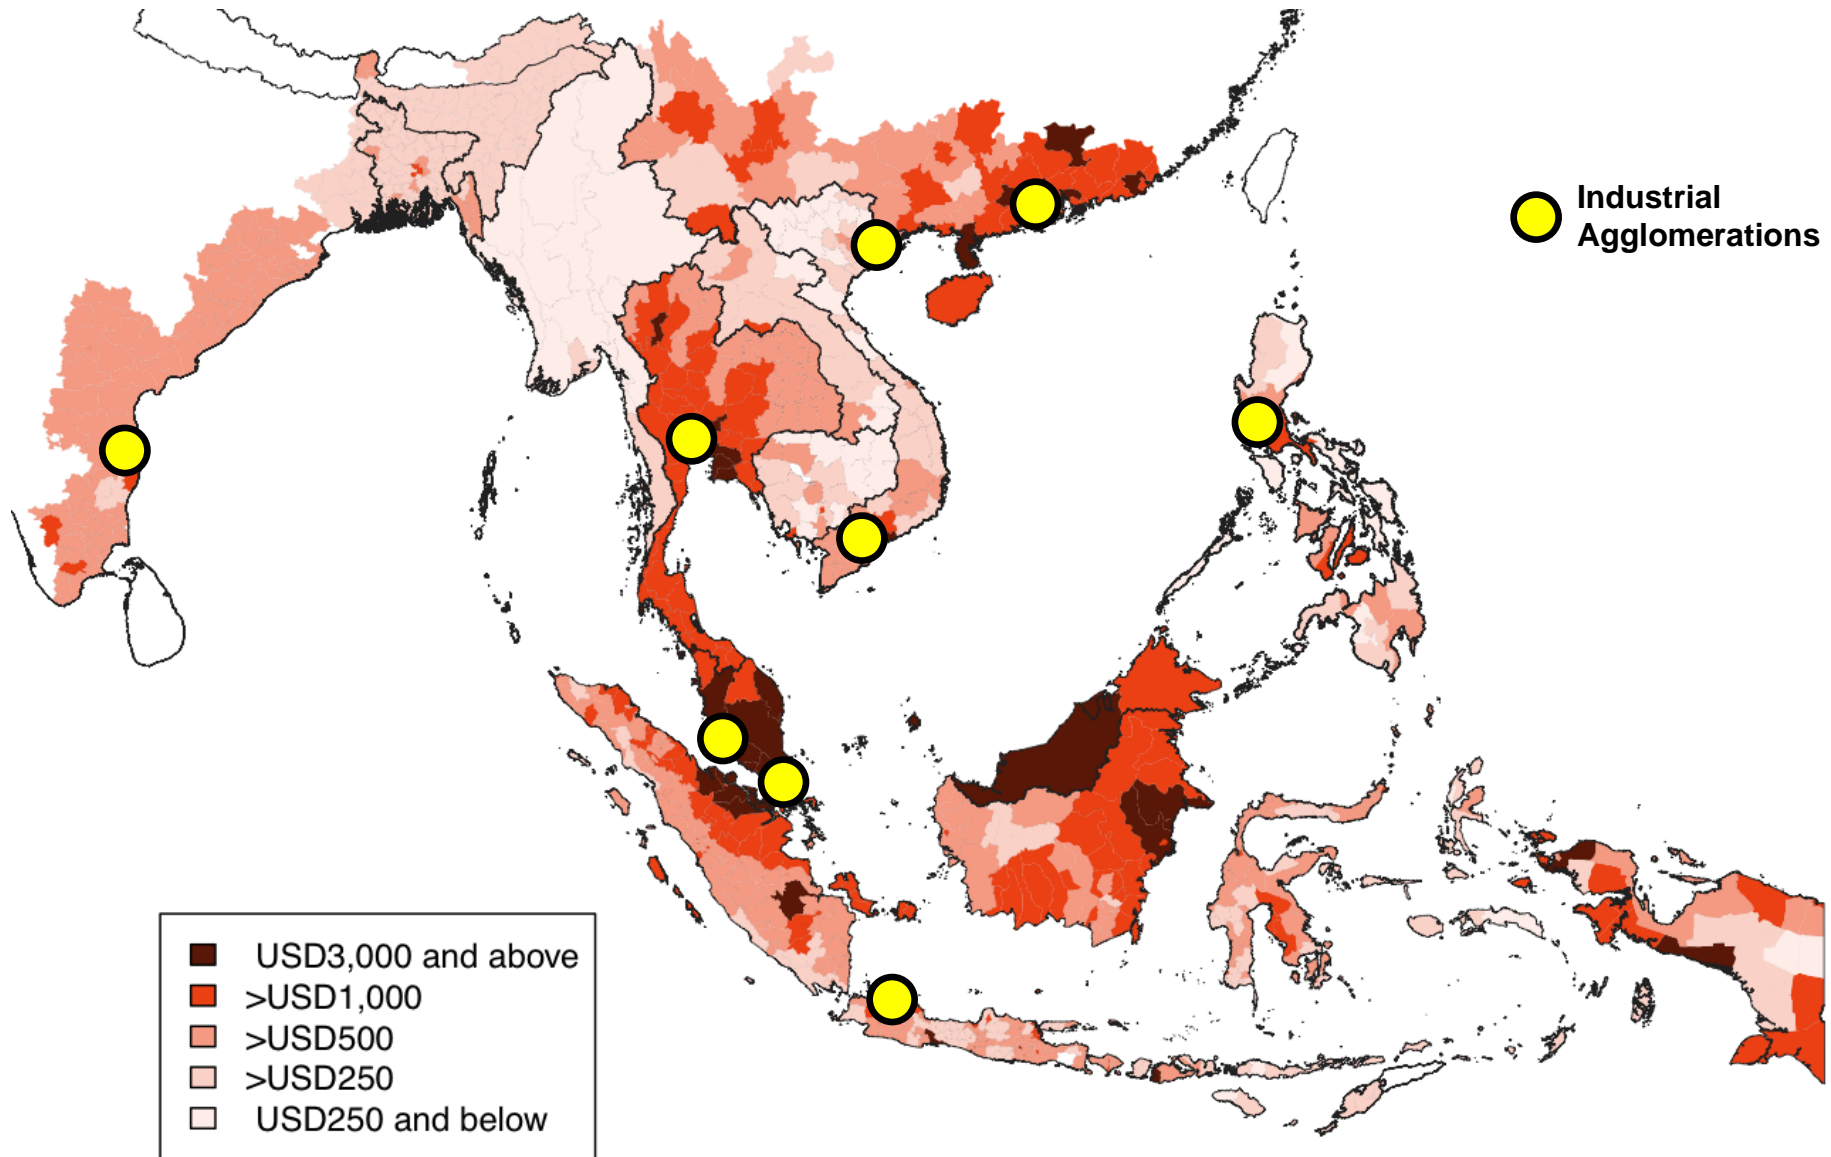 Industrial
Agglomerations
USD3,000 and above
>USD1,000
>USD500
>USD250
USD250 and below